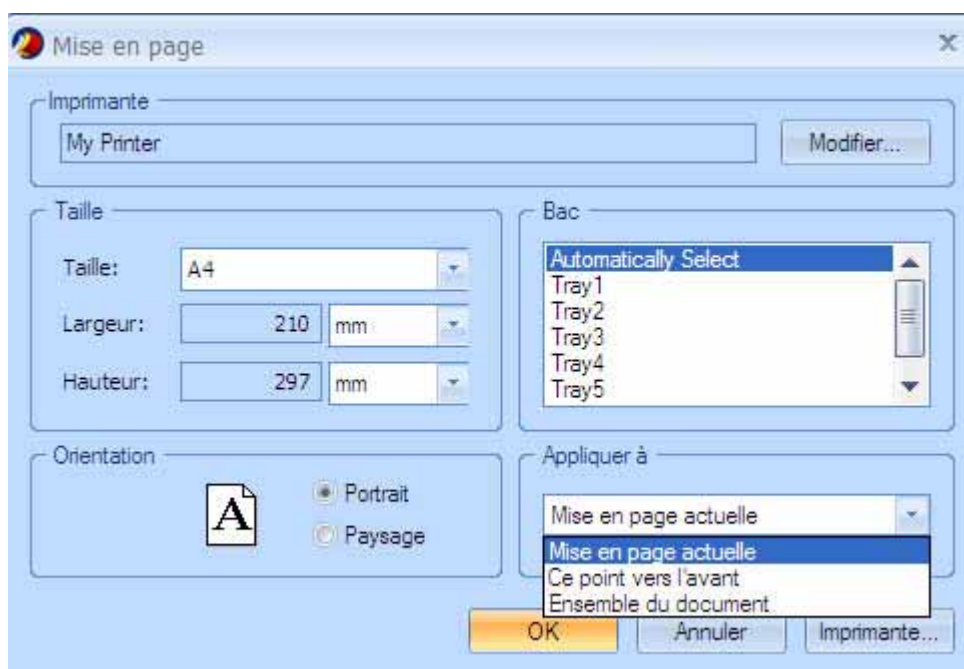 Mise en page
Imprimante
My Printer
Modifier...
Taille
Taille:
A4
Largeur:
210
mm
Hauteur:
297
mm
Bac
Automatically Select
Tray1
Tray2
Tray3
Tray4
Tray5
Orientation
A
Portrait
Paysage
Appliquer à
Mise en page actuelle
Mise en page actuelle
Ce point vers l'avant
Ensemble du document
OK
Annuler
Imprimante...